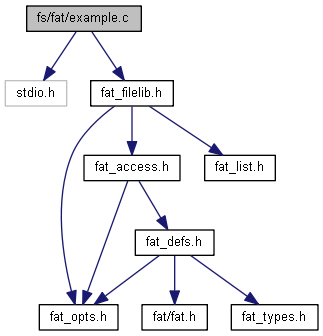 fs/fat/example.c
stdio.h
fat_filelib.h
fat_access.h
fat_list.h
fat_defs.h
fat_opts.h
fat/fat.h
fat_types.h